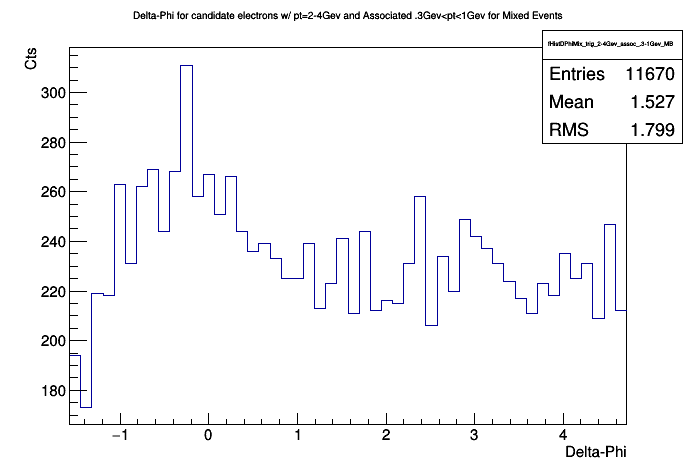 Delta-Phi for candidate electrons w/ pt=2-4Gev and Associated .3Gev<pt<1Gev for Mixed Events
Cts
fHistDPhiMix_trig_2-4Gev_assoc_.3-1Gev_MB
Entries 11670
Mean 1.527
RMS 1.799
300
280
260
240
220
200
180
−1 0 1 2 3 4
Delta-Phi